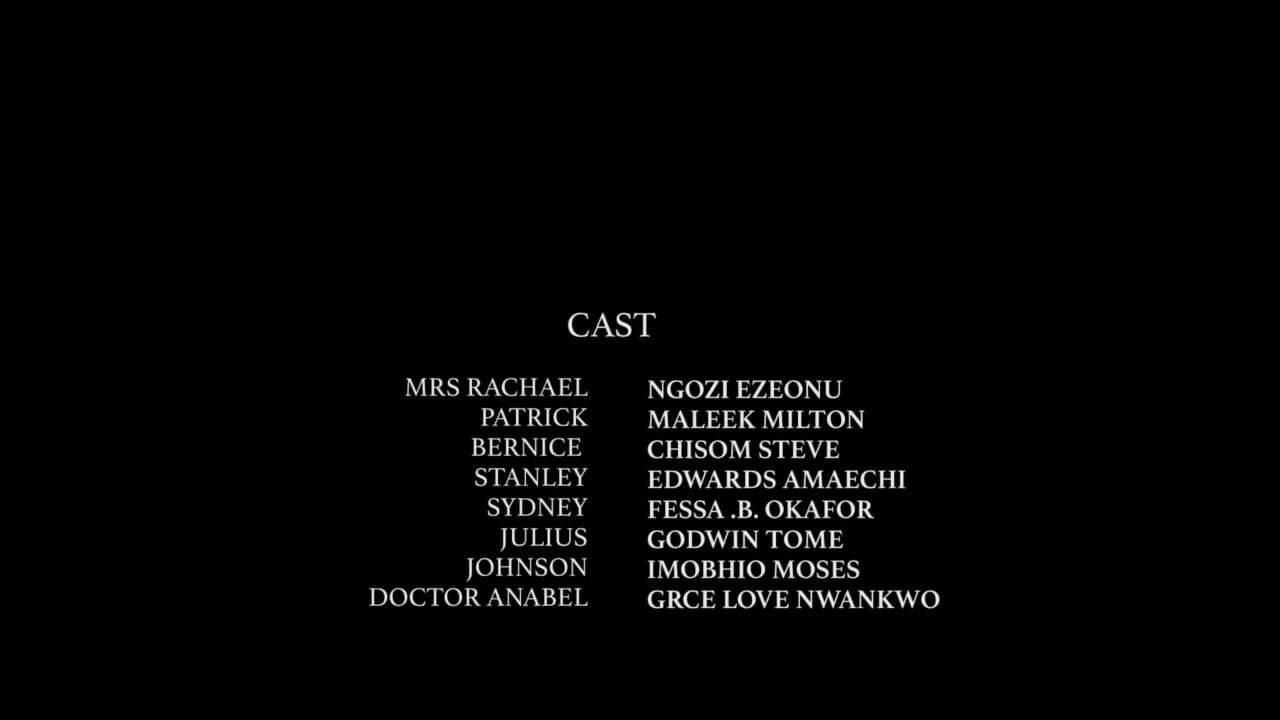 CAST
MRS RACHAEL NGOZI EZEONU
PATRICK MALEEK MILTON
BERNICE CHISOM STEVE
STANLEY EDWARDS AMAECHI
SYDNEY FESSA .B. OKAFOR
JULIUS GODWIN TOME
JOHNSON IMOBHIO MOSES
DOCTOR ANABEL GRCE LOVE NWANKWO